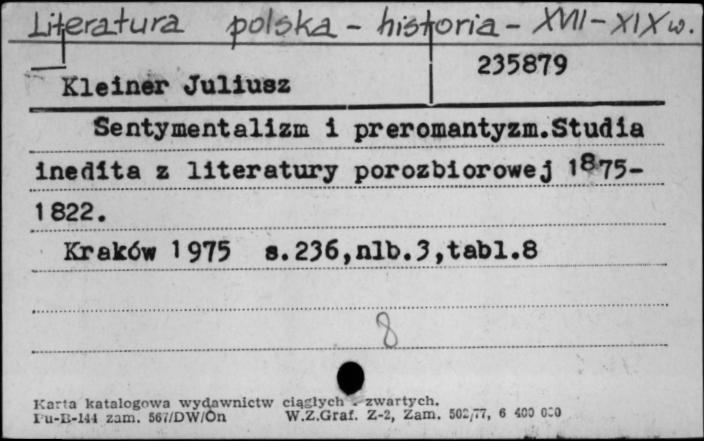 Literatura polska - historia - XVII-XIX w.
235879
Kleiner Juliusz
Sentymentalizm i preromantyzm.Studia
inedita z literatury porozbiorowej 1875-
1822.
Kraków 1975 s.236,nlb.3,tabl.8
8
Karta katalogowa wydawnictw ciągłych - zwartych.
Pu-B-144 zam. 567/DW/On W.Z.Graf. Z-2, Zam. 502/77, 6 400 000